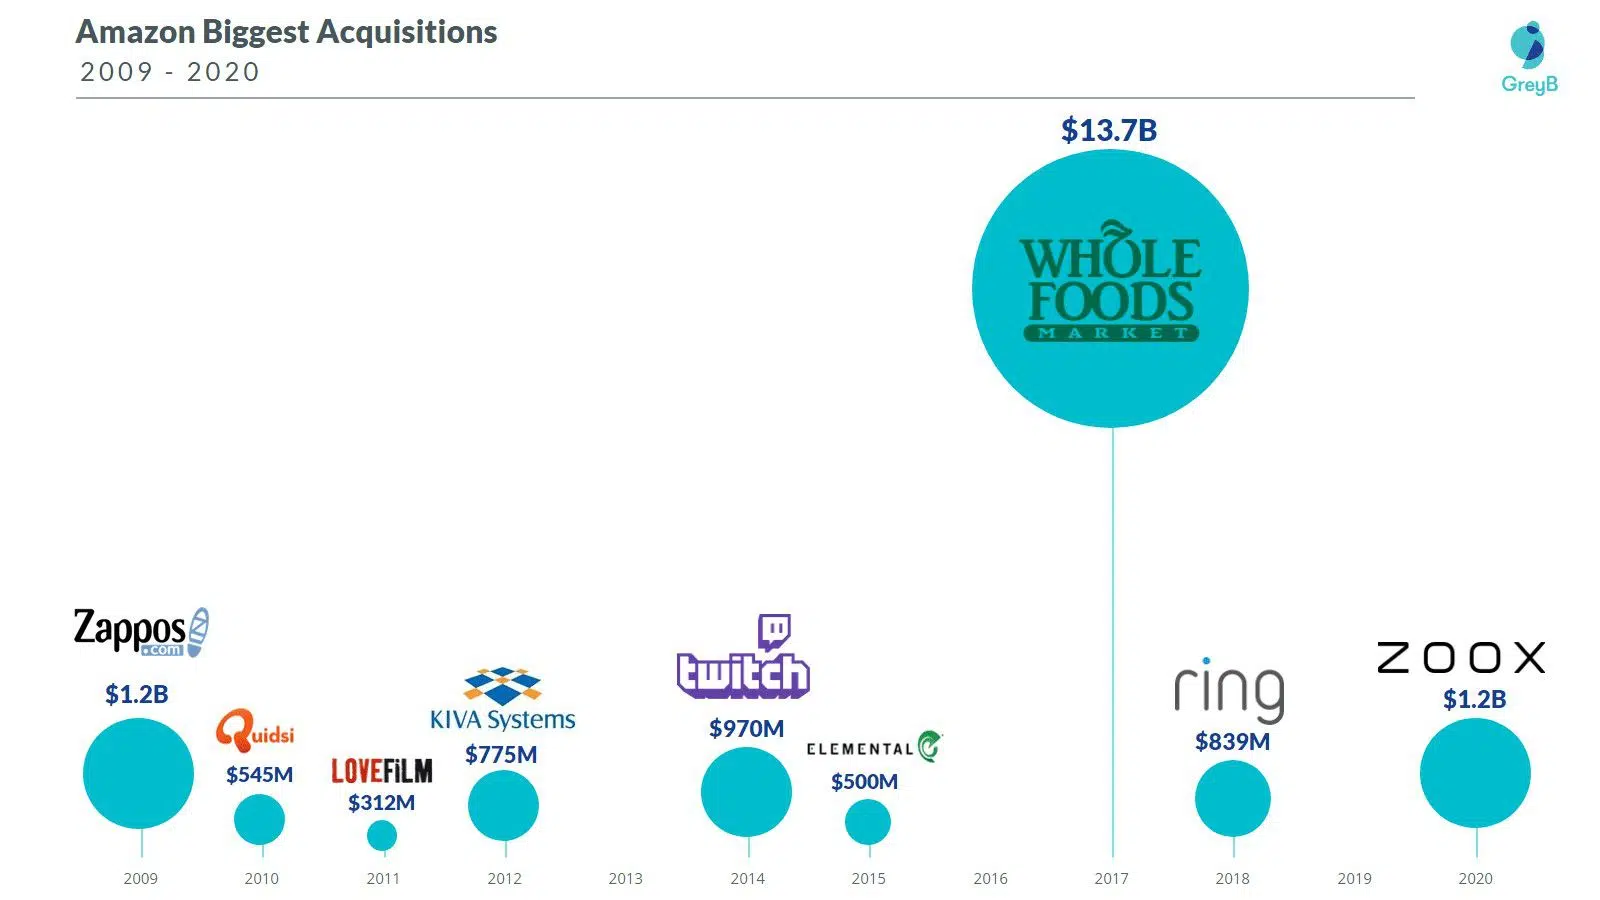 Amazon Biggest Acquisitions
2009 - 2020
GreyB
$13.7B
WHOLE
FOODS
MARKET
Zappos
.com
$1.2B
Quidsi
$545M
LOVEFiLM
$312M
KIVA Systems
$775M
twitch
$970M
ELEMENTAL
$500M
ring
$839M
ZOOX
$1.2B
2009 2010 2011 2012 2013 2014 2015 2016 2017 2018 2019 2020